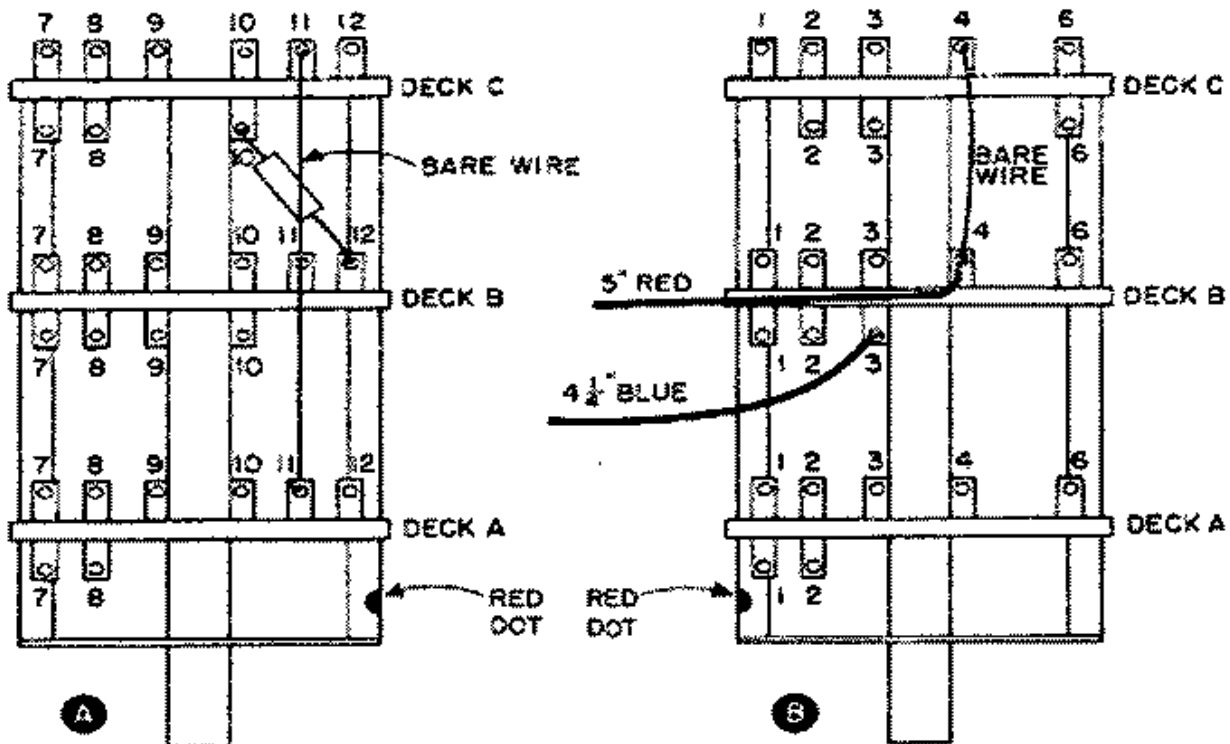 7 8 9 10 11 12
DECK C
7 8 10
BARE WIRE
7 8 9 10 11 12
DECK B
7 8 9 10
7 8 9 10 11 12
DECK A
7 8
RED DOT
A
1 2 3 4 6
DECK C
2 3 6
BARE WIRE
1 2 3 4 6
5" RED
DECK B
1 2 3
4 1/4" BLUE
1 2 3 4 6
DECK A
1 2
RED DOT
B